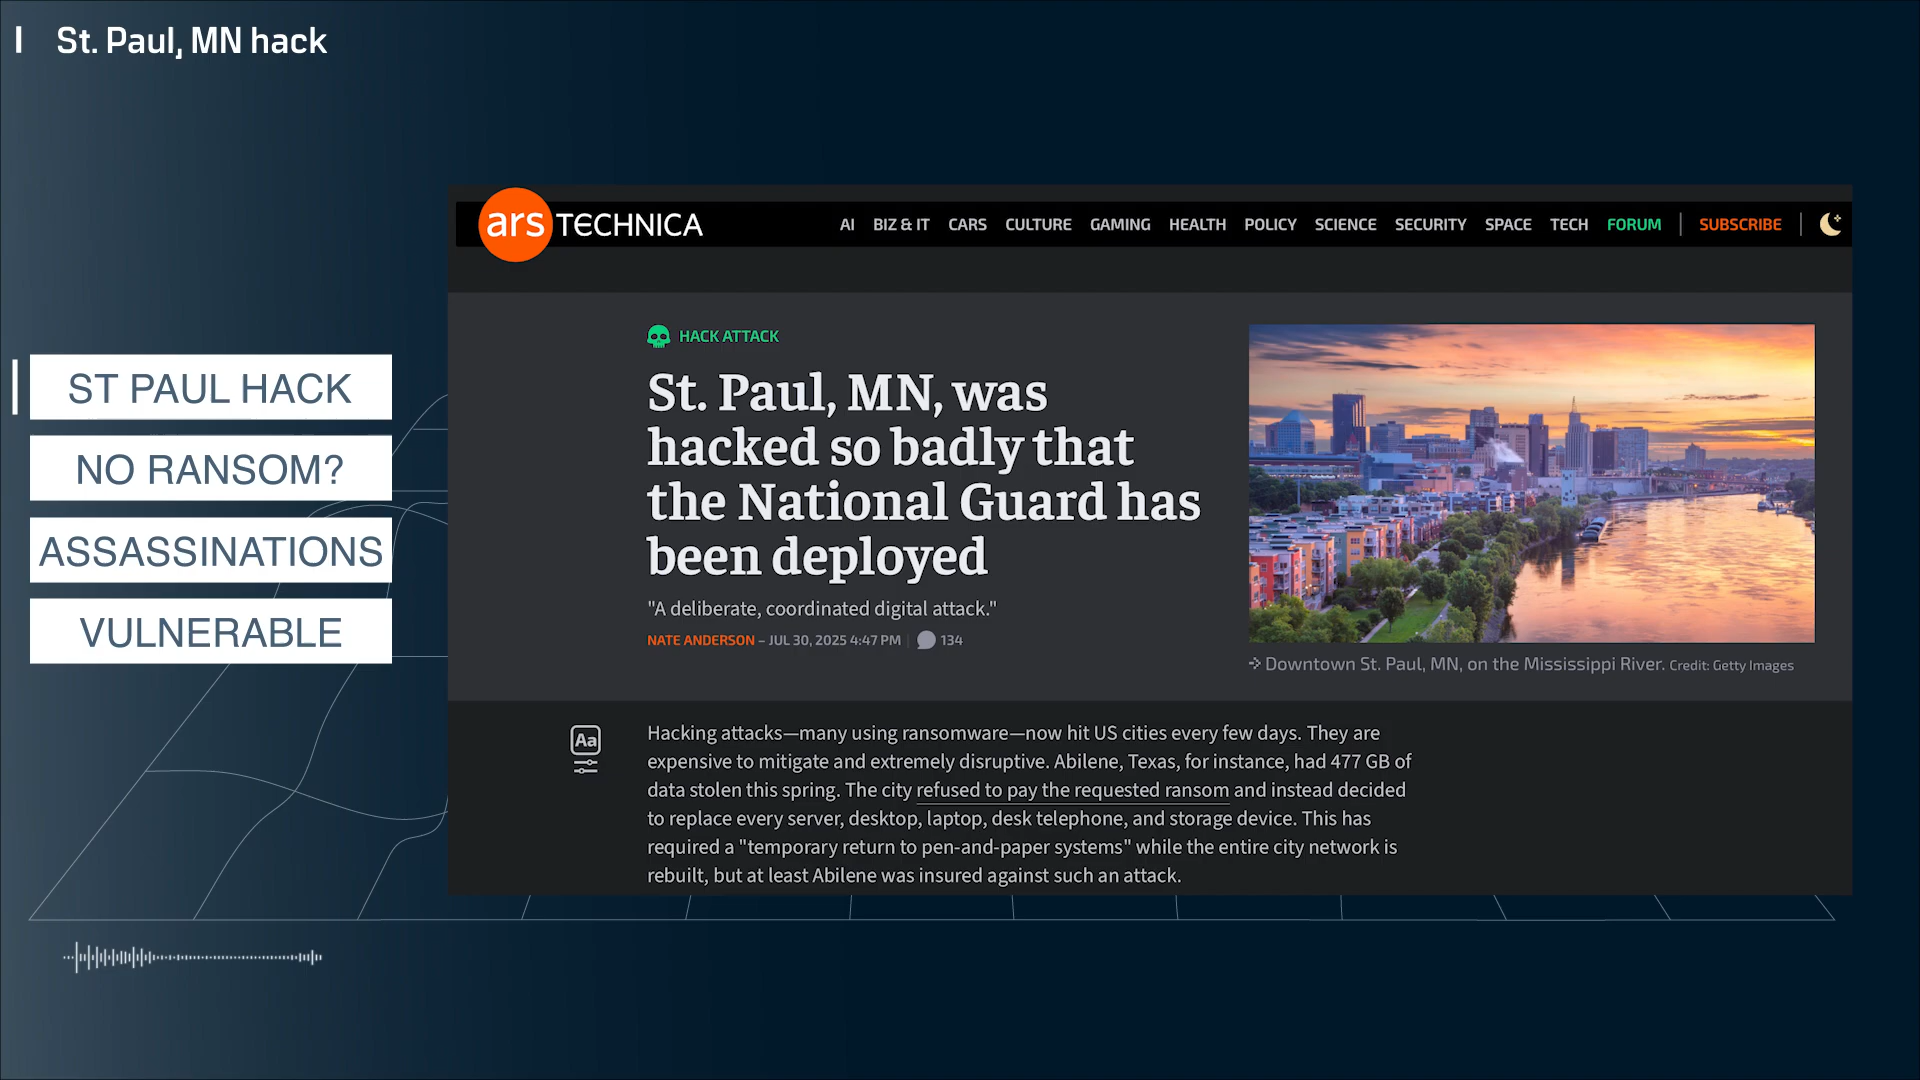 St. Paul, MN hack
ST PAUL HACK
NO RANSOM?
ASSASSINATIONS
VULNERABLE
ars TECHNICA
AI BIZ & IT CARS CULTURE GAMING HEALTH POLICY SCIENCE SECURITY SPACE TECH FORUM SUBSCRIBE
HACK ATTACK
St. Paul, MN, was
hacked so badly that
the National Guard has
been deployed
"A deliberate, coordinated digital attack."
NATE ANDERSON – JUL 30, 2025 4:47 PM | 134
Downtown St. Paul, MN, on the Mississippi River. Credit: Getty Images
Aa
Hacking attacks—many using ransomware—now hit US cities every few days. They are
expensive to mitigate and extremely disruptive. Abilene, Texas, for instance, had 477 GB of
data stolen this spring. The city refused to pay the requested ransom and instead decided
to replace every server, desktop, laptop, desk telephone, and storage device. This has
required a "temporary return to pen-and-paper systems" while the entire city network is
rebuilt, but at least Abilene was insured against such an attack.